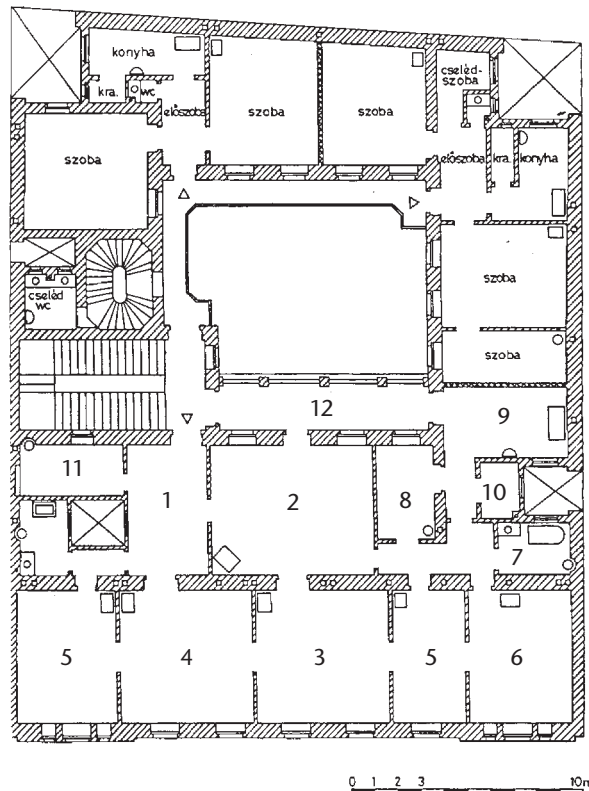 konyha
kra.
wc
előszoba
szoba
szoba
cseléd-
szoba
szoba
előszoba
kra.
konyha
szoba
cseléd
wc
szoba
12
9
11
1
2
8
10
7
5
4
3
5
6
0 1 2 3 10m